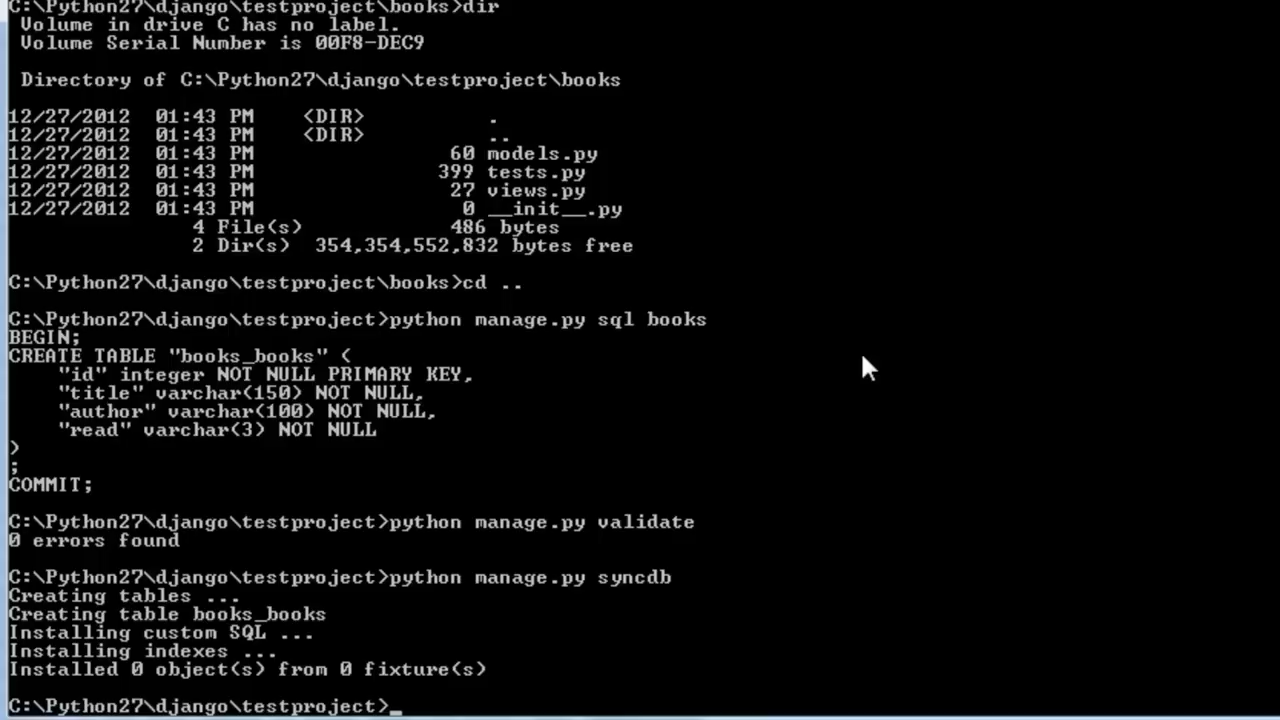 C:\Python27\django\testproject\books>dir
Volume in drive C has no label.
Volume Serial Number is 00F8-DEC9
Directory of C:\Python27\django\testproject\books
12/27/2012  01:43 PM    <DIR>          .
12/27/2012  01:43 PM    <DIR>          ..
12/27/2012  01:43 PM                60 models.py
12/27/2012  01:43 PM               399 tests.py
12/27/2012  01:43 PM                27 views.py
12/27/2012  01:43 PM                 0 __init__.py
4 File(s)            486 bytes
2 Dir(s)  354,354,552,832 bytes free
C:\Python27\django\testproject\books>cd ..
C:\Python27\django\testproject>python manage.py sql books
BEGIN;
CREATE TABLE "books_books" (
"id" integer NOT NULL PRIMARY KEY,
"title" varchar(150) NOT NULL,
"author" varchar(100) NOT NULL,
"read" varchar(3) NOT NULL
)
;
COMMIT;
C:\Python27\django\testproject>python manage.py validate
0 errors found
C:\Python27\django\testproject>python manage.py syncdb
Creating tables ...
Creating table books_books
Installing custom SQL ...
Installing indexes ...
Installed 0 object(s) from 0 fixture(s)
C:\Python27\django\testproject>_